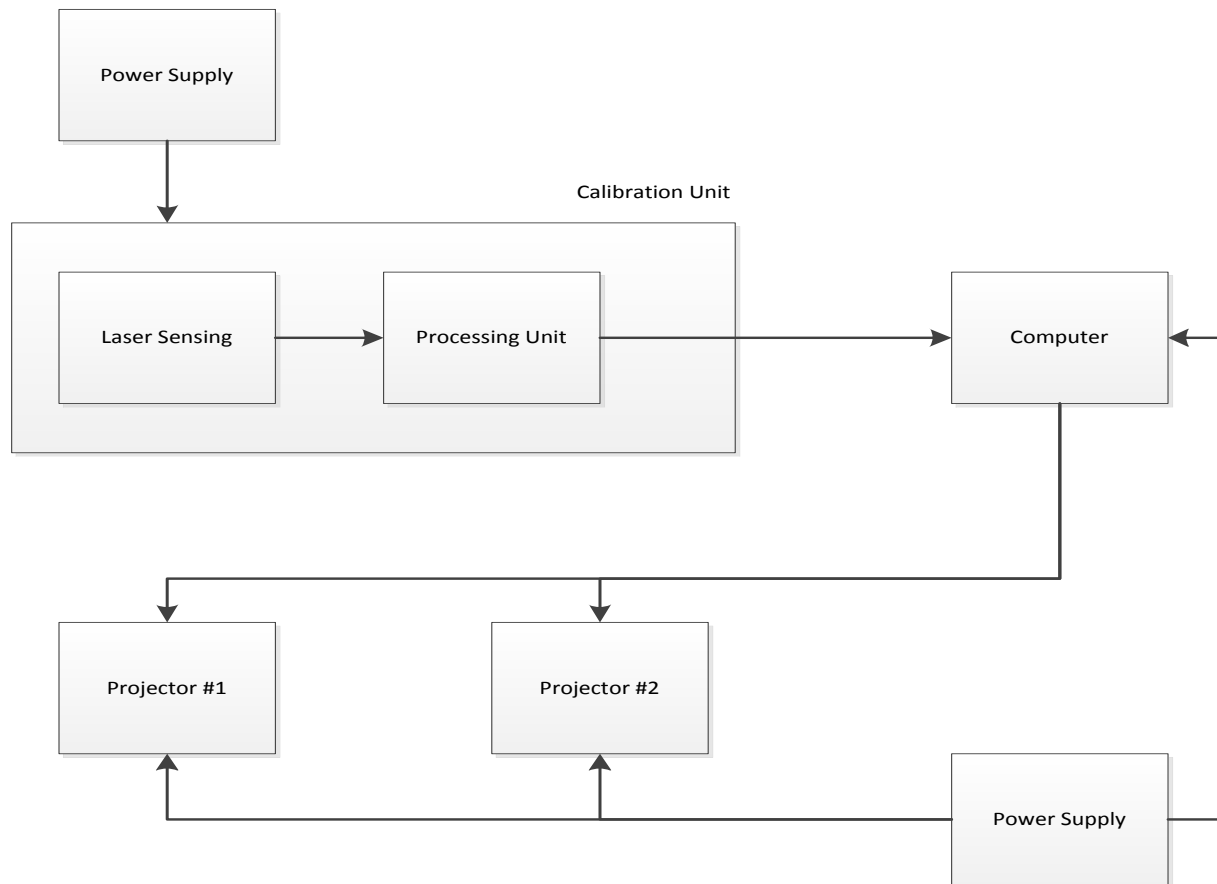 Power Supply
Calibration Unit
Laser Sensing
Processing Unit
Computer
Projector #1
Projector #2
Power Supply